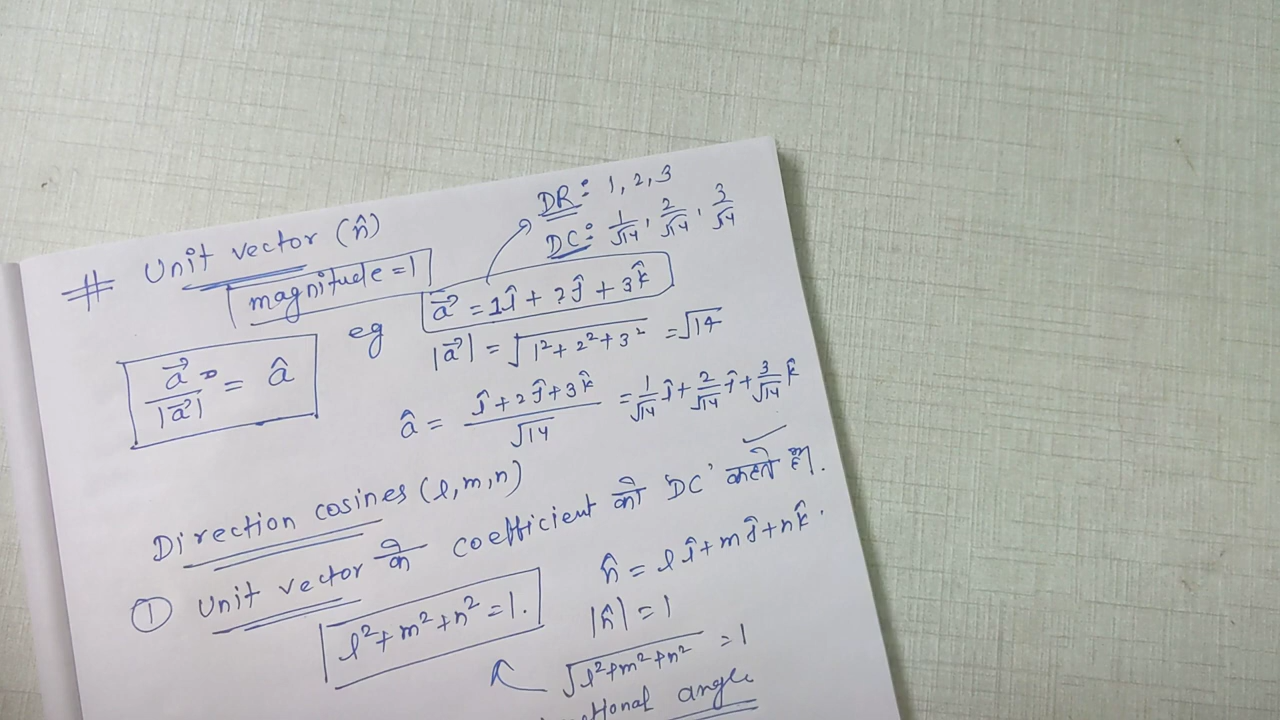 DR: 1, 2, 3
DC: 1/√14, 2/√14, 3/√14
# Unit vector (n̂)
magnitude = 1
eg a⃗ = 1î + 2ĵ + 3k̂
|a⃗| = √1²+2²+3² = √14
a⃗/|a⃗| = â
â = î+2ĵ+3k̂/√14 = 1/√14 î + 2/√14 ĵ + 3/√14 k̂
Direction cosines (l, m, n)
① Unit vector के coefficient को 'DC' कहते हैं.
n̂ = lî + mĵ + nk̂.
l² + m² + n² = 1.
|n̂| = 1
√l²+m²+n² = 1
angle